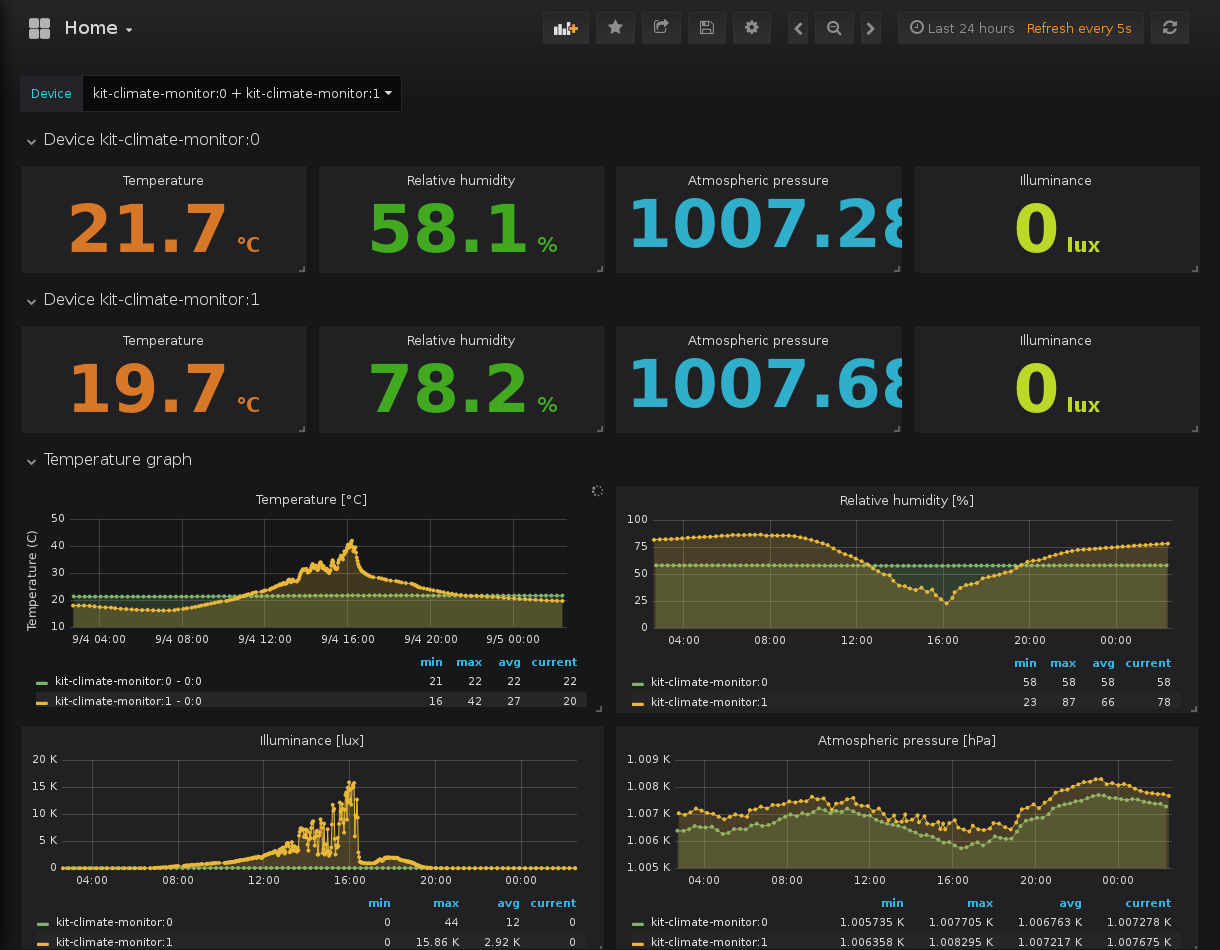 Home
Last 24 hours Refresh every 5s
Device kit-climate-monitor:0 + kit-climate-monitor:1
Device kit-climate-monitor:0
Temperature Relative humidity Atmospheric pressure Illuminance
21.7 °C 58.1 % 1007.28 0 lux
Device kit-climate-monitor:1
Temperature Relative humidity Atmospheric pressure Illuminance
19.7 °C 78.2 % 1007.68 0 lux
Temperature graph
Temperature [°C]
Temperature (C)
50
40
30
20
10
9/4 04:00 9/4 08:00 9/4 12:00 9/4 16:00 9/4 20:00 9/5 00:00
min max avg current
kit-climate-monitor:0 - 0:0 21 22 22 22
kit-climate-monitor:1 - 0:0 16 42 27 20
Relative humidity [%]
100
75
50
25
0
04:00 08:00 12:00 16:00 20:00 00:00
min max avg current
kit-climate-monitor:0 58 58 58 58
kit-climate-monitor:1 23 87 66 78
Illuminance [lux]
20 K
15 K
10 K
5 K
0
04:00 08:00 12:00 16:00 20:00 00:00
min max avg current
kit-climate-monitor:0 0 44 12 0
kit-climate-monitor:1 0 15.86 K 2.92 K 0
Atmospheric pressure [hPa]
1.009 K
1.008 K
1.007 K
1.006 K
1.005 K
04:00 08:00 12:00 16:00 20:00 00:00
min max avg current
kit-climate-monitor:0 1.005735 K 1.007705 K 1.006763 K 1.007278 K
kit-climate-monitor:1 1.006358 K 1.008295 K 1.007217 K 1.007675 K